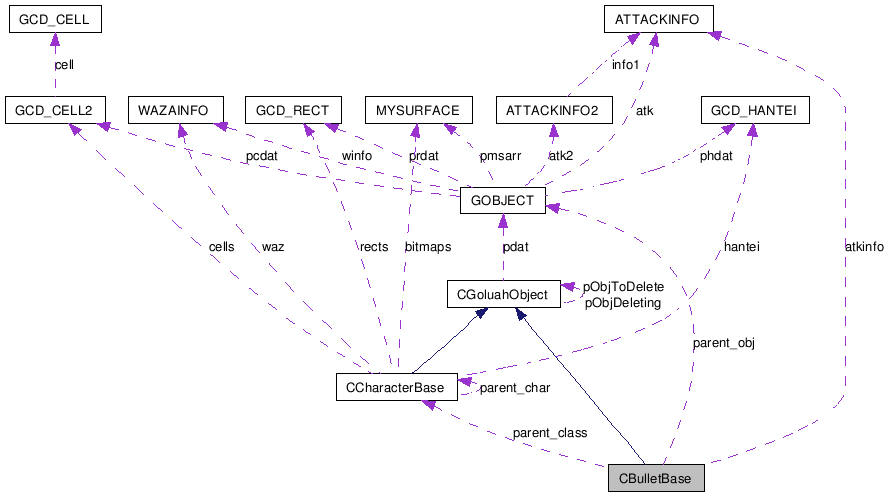 GCD_CELL
ATTACKINFO
cell
info1
GCD_CELL2
WAZAINFO
GCD_RECT
MYSURFACE
ATTACKINFO2
GCD_HANTEI
atk
pcdat
winfo
prdat
pmsarr
atk2
phdat
GOBJECT
cells
waz
rects
bitmaps
pdat
hantei
atkinfo
CGoluahObject
pObjToDelete
pObjDeleting
parent_obj
CCharacterBase
parent_char
parent_class
CBulletBase